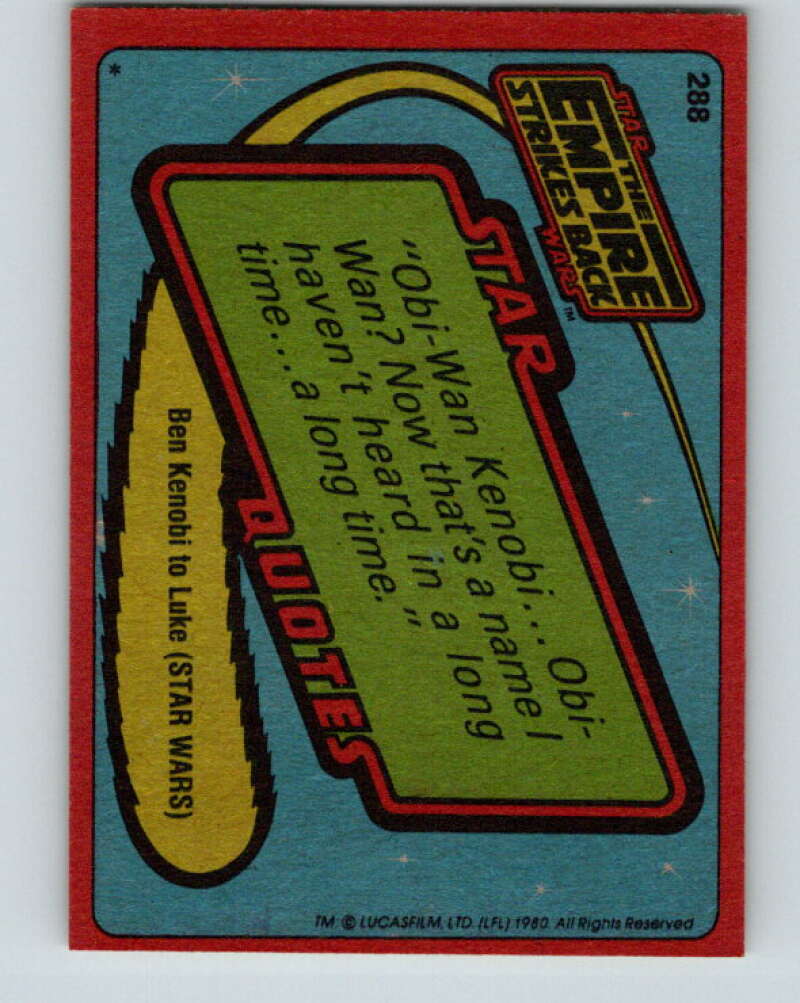 288
STAR
THE
EMPIRE
STRIKES BACK
WARS™
STAR
"Obi-Wan Kenobi... Obi-
Wan? Now that's a name I
haven't heard in a long
time... a long time."
QUOTES
Ben Kenobi to Luke (STAR WARS)
*
TM © LUCASFILM, LTD. (LFL) 1980. All Rights Reserved